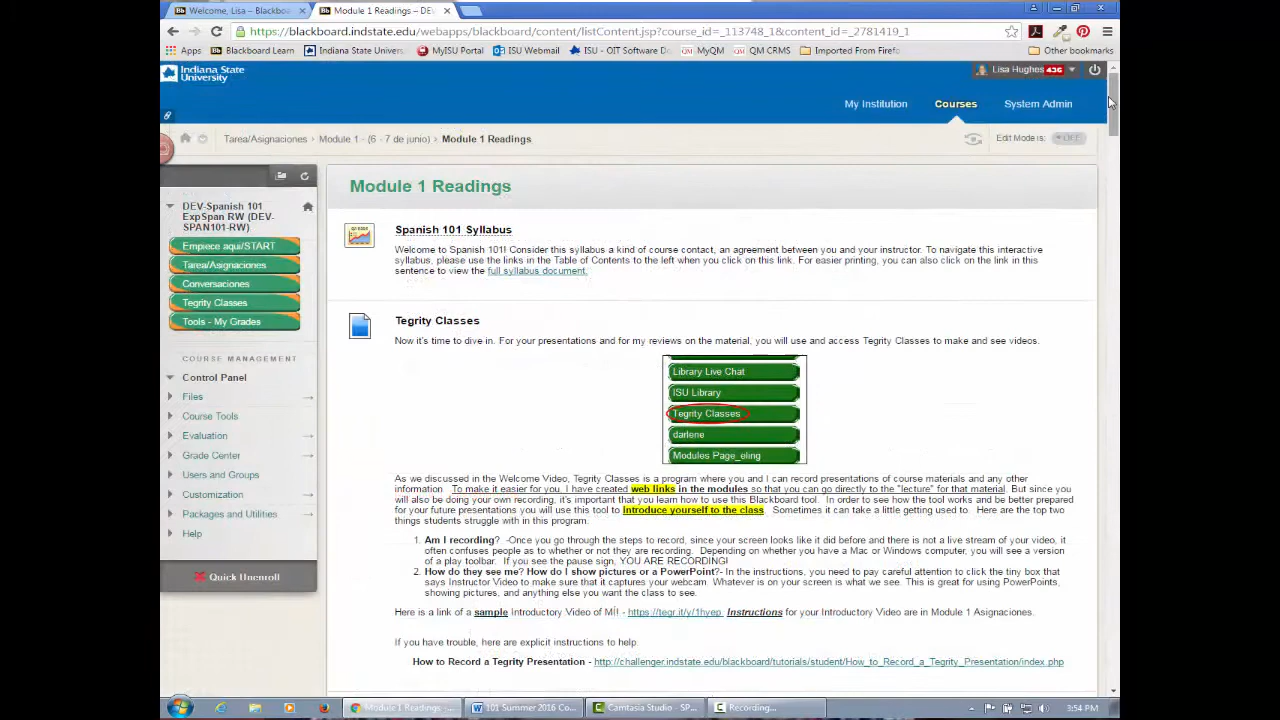 Welcome, Lisa – Blackboa
Module 1 Readings – DE
https://blackboard.indstate.edu/webapps/blackboard/content/listContent.jsp?course_id=_113748_1&content_id=_2781419_1
Apps Blackboard Learn Indiana State Univers MyISU Portal ISU Webmail ISU - OIT Software D MyQM QM CRMS Imported From Firefo Other bookmarks
Indiana State
University
Lisa Hughes 436
My Institution Courses System Admin
Tarea/Asignaciones Module 1 - (6 - 7 de junio) Module 1 Readings
Edit Mode is: OFF
DEV-Spanish 101
ExpSpan RW (DEV-
SPAN101-RW)
Empiece aquí/START
Tarea/Asignaciones
Conversaciones
Tegrity Classes
Tools - My Grades
COURSE MANAGEMENT
Control Panel
Files
Course Tools
Evaluation
Grade Center
Users and Groups
Customization
Packages and Utilities
Help
Quick Unenroll
Module 1 Readings
Spanish 101 Syllabus
Welcome to Spanish 101! Consider this syllabus a kind of course contact, an agreement between you and your instructor. To navigate this interactive
syllabus, please use the links in the Table of Contents to the left when you click on this link. For easier printing, you can also click on the link in this
sentence to view the full syllabus document.
Tegrity Classes
Now it's time to dive in. For your presentations and for my reviews on the material, you will use and access Tegrity Classes to make and see videos.
Library Live Chat
ISU Library
Tegrity Classes
darlene
Modules Page_eling
As we discussed in the Welcome Video, Tegrity Classes is a program where you and I can record presentations of course materials and any other
information. To make it easier for you, I have created web links in the modules so that you can go directly to the "lecture" for that material. But since you
will also be doing your own recording, it's important that you learn how to use this Blackboard tool. In order to see how the tool works and be better prepared
for your future presentations you will use this tool to introduce yourself to the class. Sometimes it can take a little getting used to. Here are the top two
things students struggle with in this program.
1. Am I recording? -Once you go through the steps to record, since your screen looks like it did before and there is not a live stream of your video, it
often confuses people as to whether or not they are recording. Depending on whether you have a Mac or Windows computer, you will see a version
of a play toolbar. If you see the pause sign, YOU ARE RECORDING!
2. How do they see me? How do I show pictures or a PowerPoint?- In the instructions, you need to pay careful attention to click the tiny box that
says Instructor Video to make sure that it captures your webcam. Whatever is on your screen is what we see. This is great for using PowerPoints,
showing pictures, and anything else you want the class to see.
Here is a link of a sample Introductory Video of MÍ! - https://tegr.it/y/1hyep. Instructions for your Introductory Video are in Module 1 Asignaciones.
If you have trouble, here are explicit instructions to help.
How to Record a Tegrity Presentation - http://challenger.indstate.edu/blackboard/tutorials/student/How_to_Record_a_Tegrity_Presentation/index.php
Module 1 Readings -... 101 Summer 2016 Co... Camtasia Studio - SP... Recording... 3:54 PM